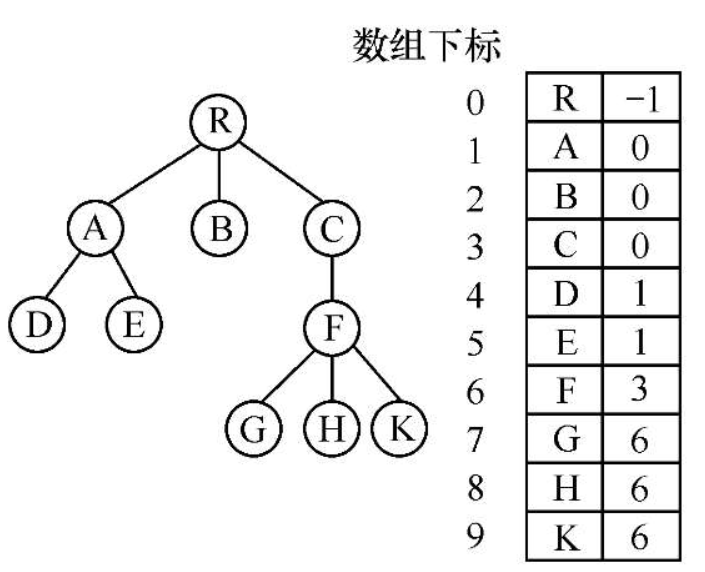 数组下标
R
A B C
D E F
G H K
0 R −1
1 A 0
2 B 0
3 C 0
4 D 1
5 E 1
6 F 3
7 G 6
8 H 6
9 K 6